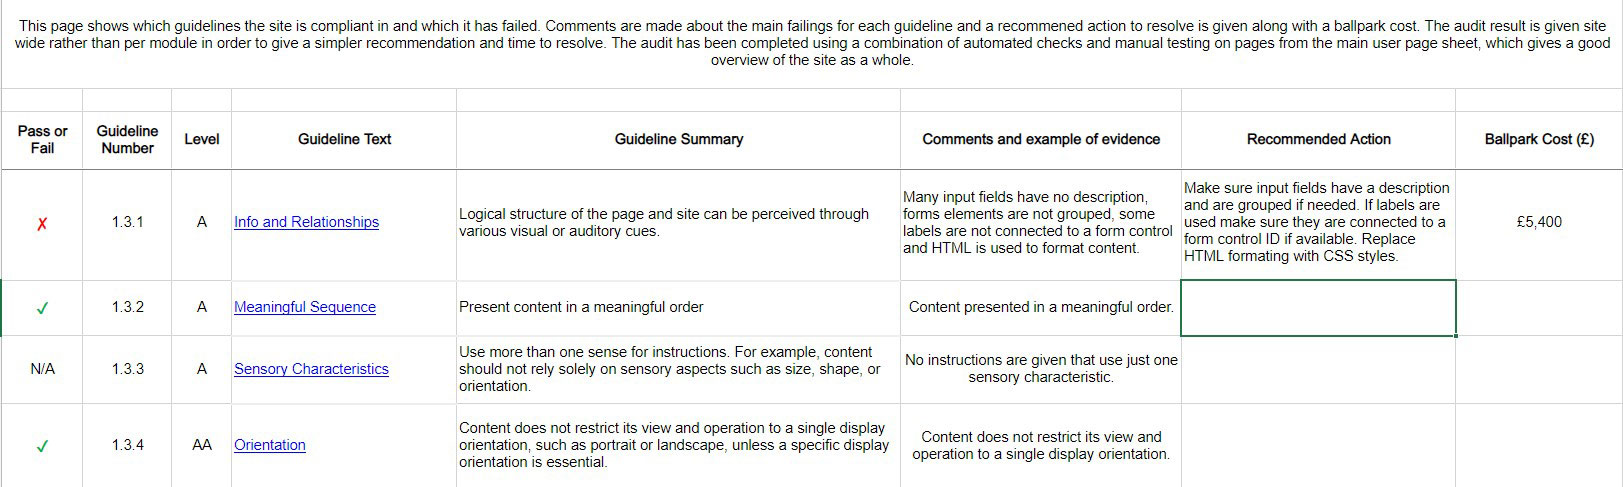 This page shows which guidelines the site is compliant in and which it has failed. Comments are made about the main failings for each guideline and a recommened action to resolve is given along with a ballpark cost. The audit result is given site
wide rather than per module in order to give a simpler recommendation and time to resolve. The audit has been completed using a combination of automated checks and manual testing on pages from the main user page sheet, which gives a good
overview of the site as a whole.
Pass or
Fail
Guideline
Number
Level
Guideline Text
Guideline Summary
Comments and example of evidence
Recommended Action
Ballpark Cost (£)
✗
1.3.1
A
Info and Relationships
Logical structure of the page and site can be perceived through
various visual or auditory cues.
Many input fields have no description,
forms elements are not grouped, some
labels are not connected to a form control
and HTML is used to format content.
Make sure input fields have a description
and are grouped if needed. If labels are
used make sure they are connected to a
form control ID if available. Replace
HTML formating with CSS styles.
£5,400
✓
1.3.2
A
Meaningful Sequence
Present content in a meaningful order
Content presented in a meaningful order.
N/A
1.3.3
A
Sensory Characteristics
Use more than one sense for instructions. For example, content
should not rely solely on sensory aspects such as size, shape, or
orientation.
No instructions are given that use just one
sensory characteristic.
✓
1.3.4
AA
Orientation
Content does not restrict its view and operation to a single display
orientation, such as portrait or landscape, unless a specific display
orientation is essential.
Content does not restrict its view and
operation to a single display orientation.